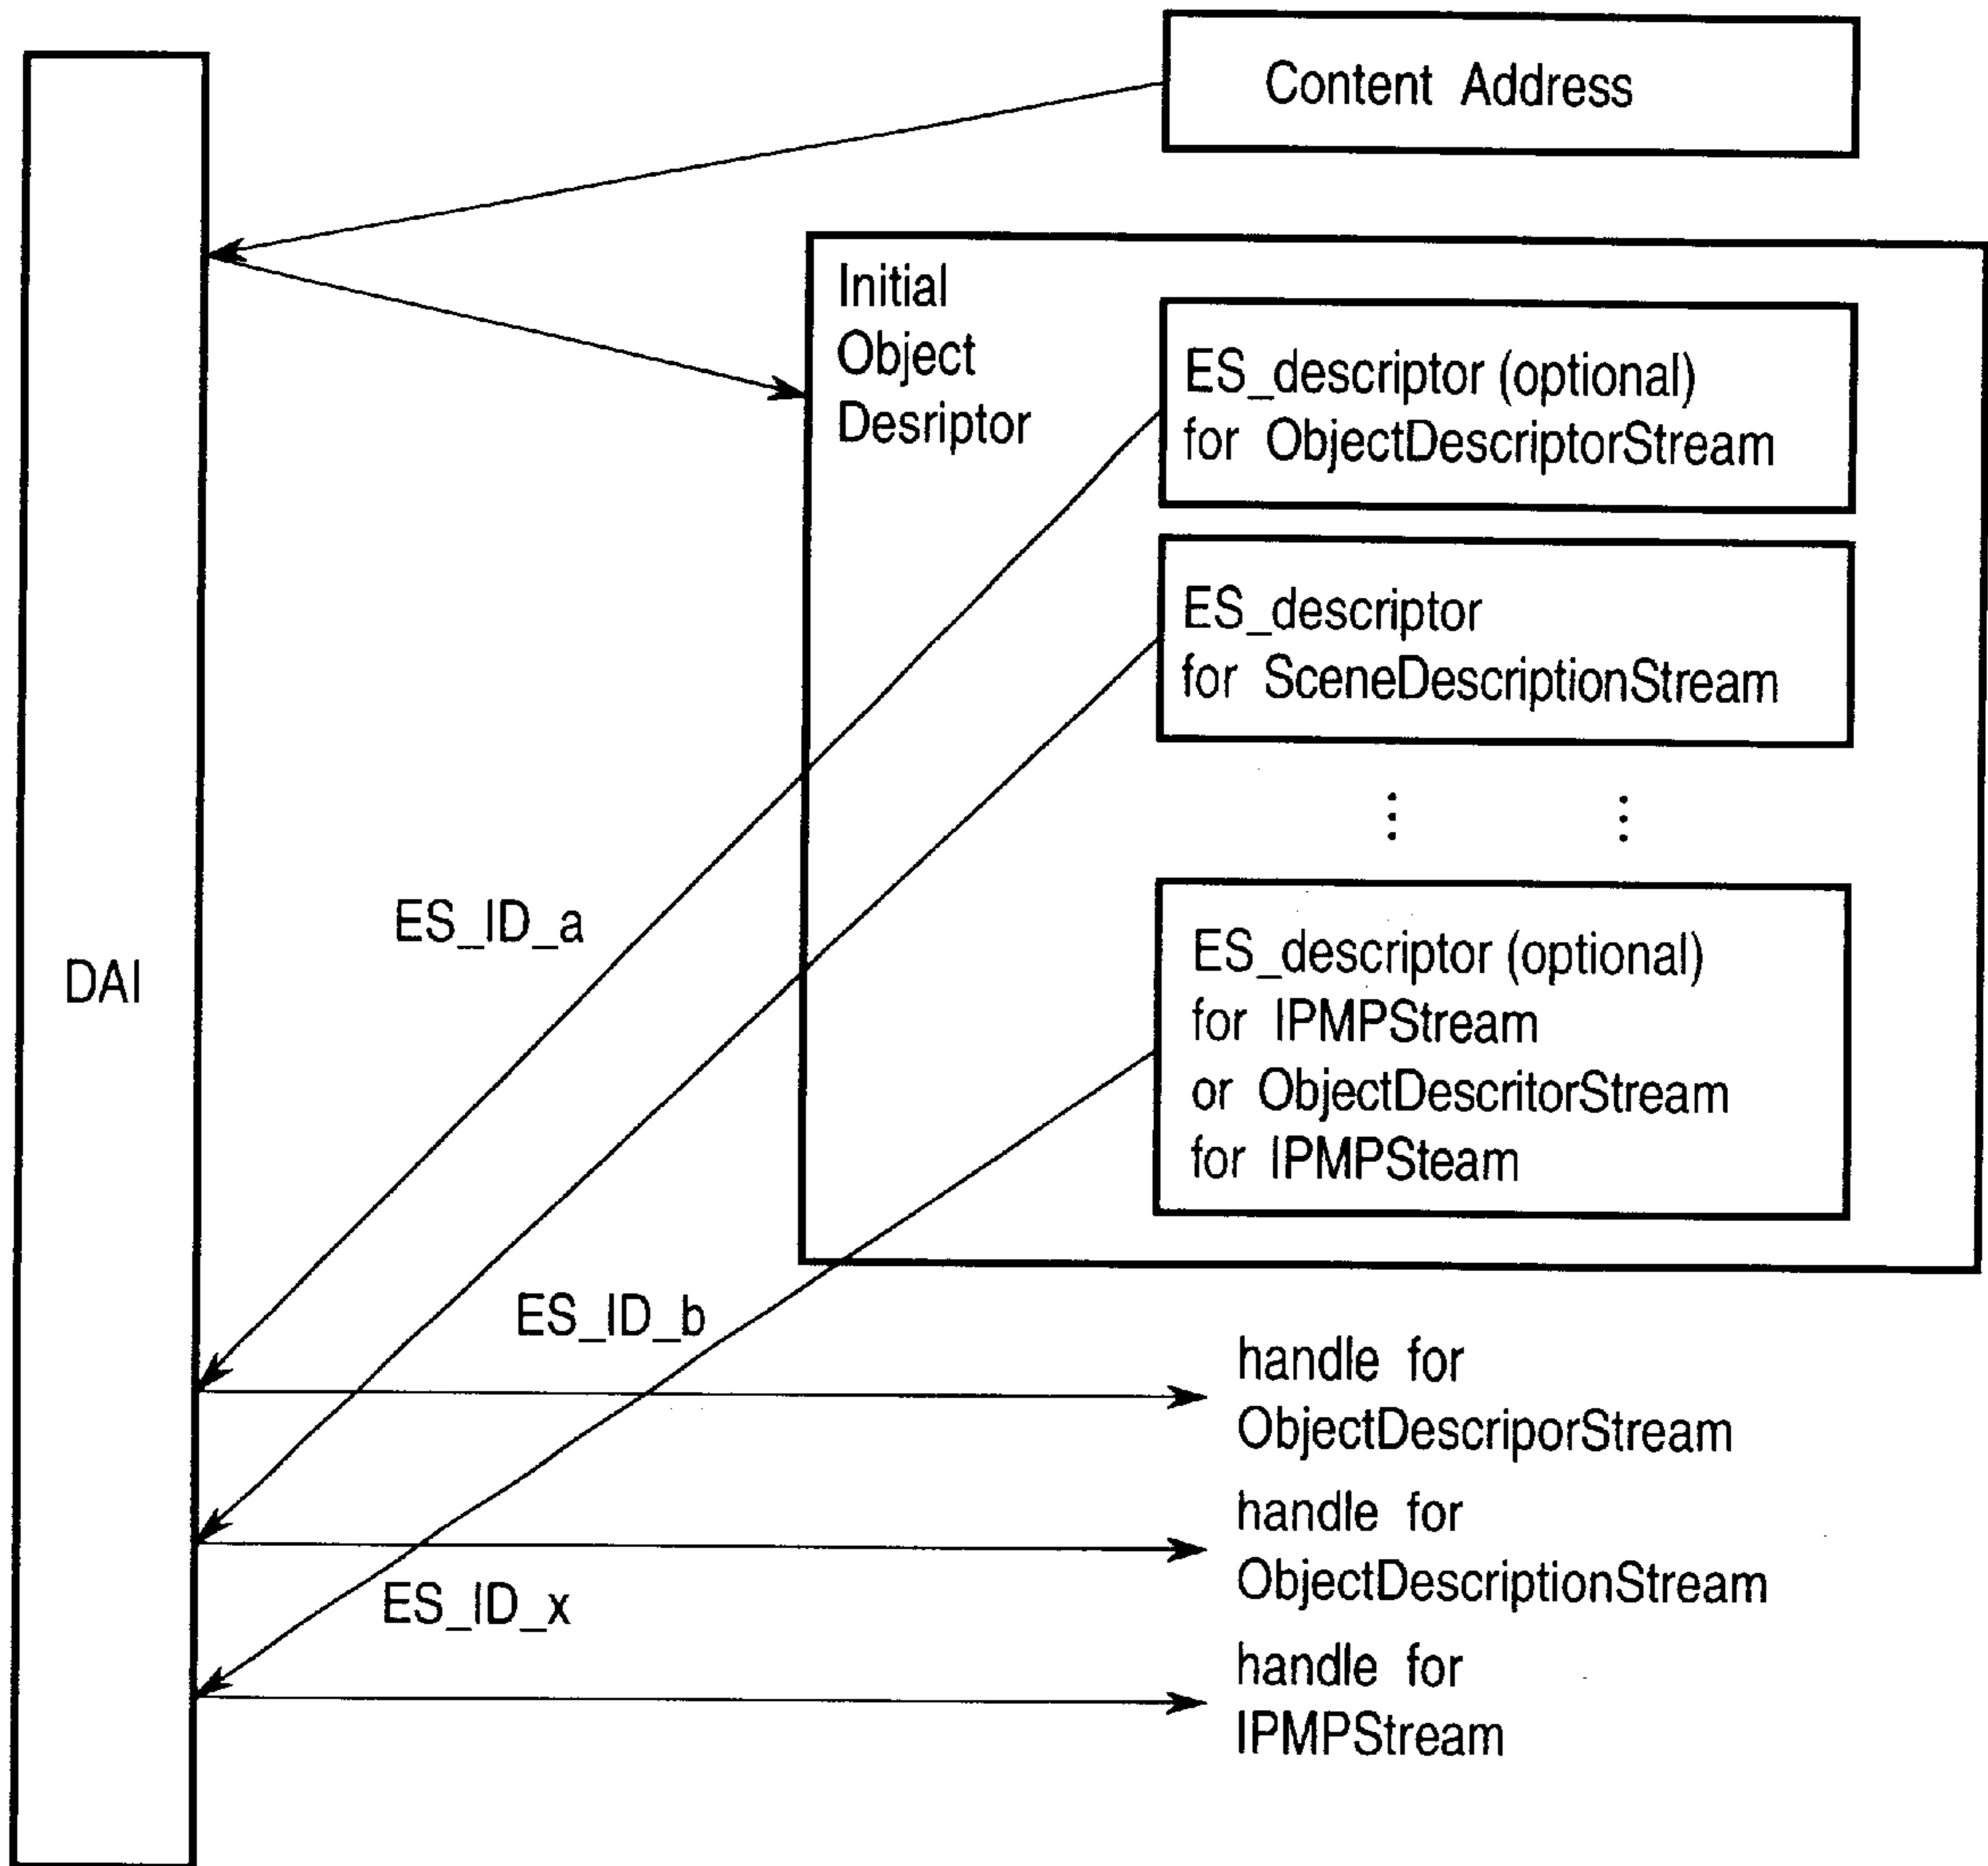 Content Address
Initial
Object
Desriptor
ES_descriptor (optional)
for ObjectDescriptorStream
ES_descriptor
for SceneDescriptionStream
ES_descriptor (optional)
for IPMPStream
or ObjectDescritorStream
for IPMPSteam
DAI
ES_ID_a
ES_ID_b
ES_ID_x
handle for
ObjectDescriporStream
handle for
ObjectDescriptionStream
handle for
IPMPStream